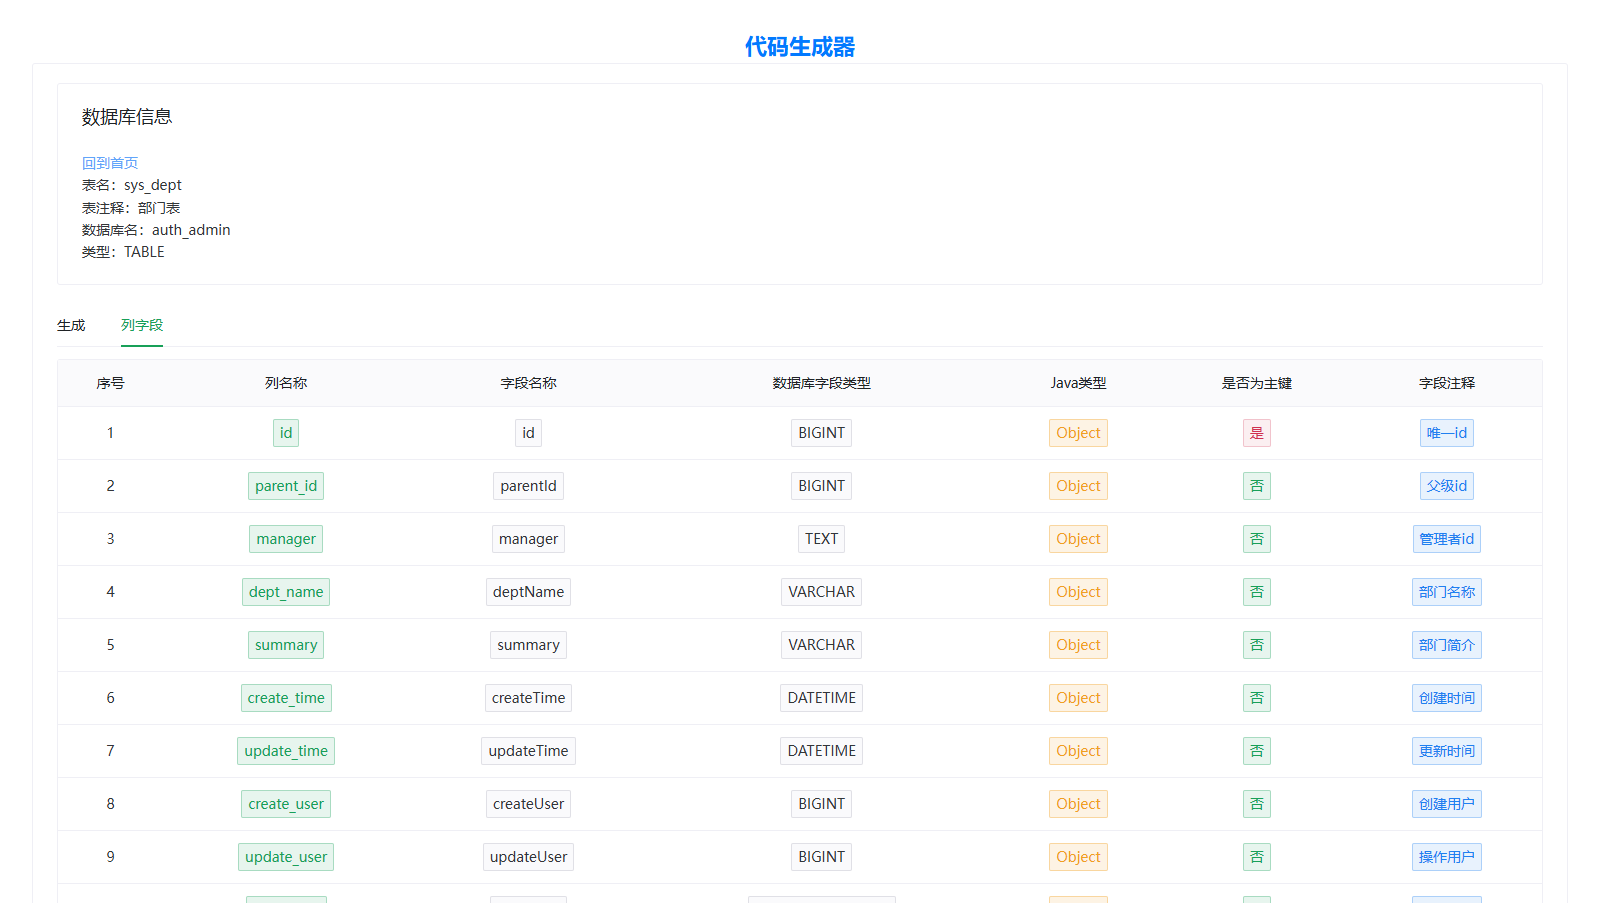 代码生成器
数据库信息
回到首页
表名：sys_dept
表注释：部门表
数据库名：auth_admin
类型：TABLE
生成 列字段
序号 列名称 字段名称 数据库字段类型 Java类型 是否为主键 字段注释
1 id id BIGINT Object 是 唯一id
2 parent_id parentId BIGINT Object 否 父级id
3 manager manager TEXT Object 否 管理者id
4 dept_name deptName VARCHAR Object 否 部门名称
5 summary summary VARCHAR Object 否 部门简介
6 create_time createTime DATETIME Object 否 创建时间
7 update_time updateTime DATETIME Object 否 更新时间
8 create_user createUser BIGINT Object 否 创建用户
9 update_user updateUser BIGINT Object 否 操作用户